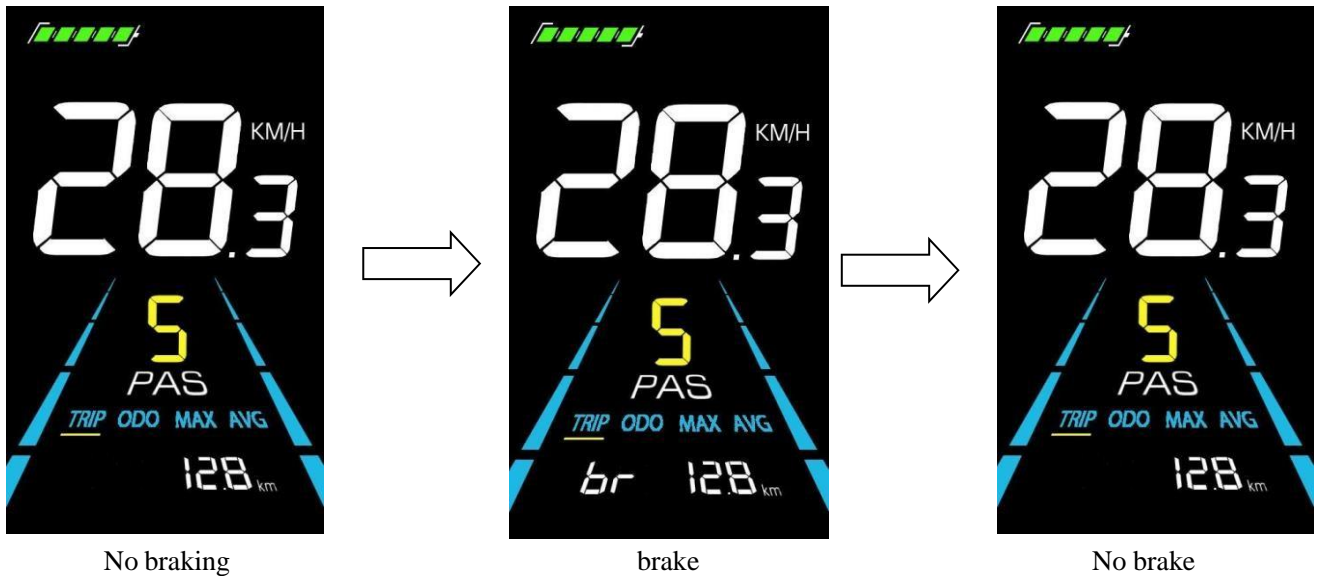 28.3 KM/H
5
PAS
TRIP ODO MAX AVG
12.8 km
No braking
28.3 KM/H
5
PAS
TRIP ODO MAX AVG
br 12.8 km
brake
28.3 KM/H
5
PAS
TRIP ODO MAX AVG
12.8 km
No brake